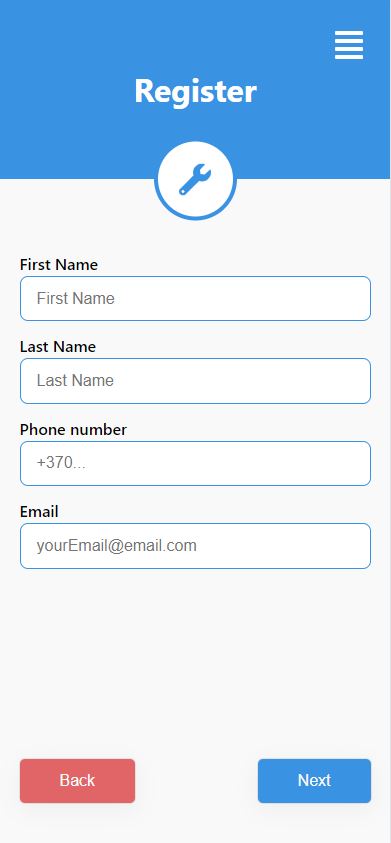 Register
First Name
First Name
Last Name
Last Name
Phone number
+370...
Email
yourEmail@email.com
Back
Next